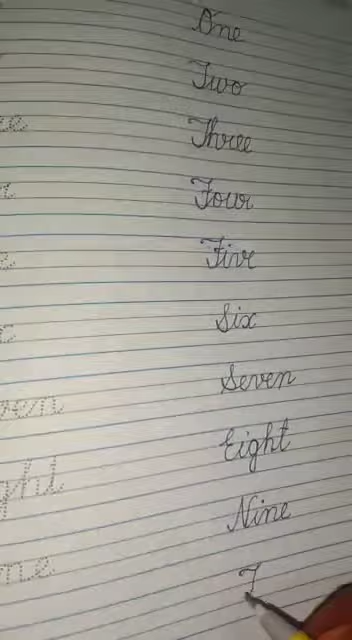 One
Two
Three
Four
Five
Six
Seven
Eight
Nine
T